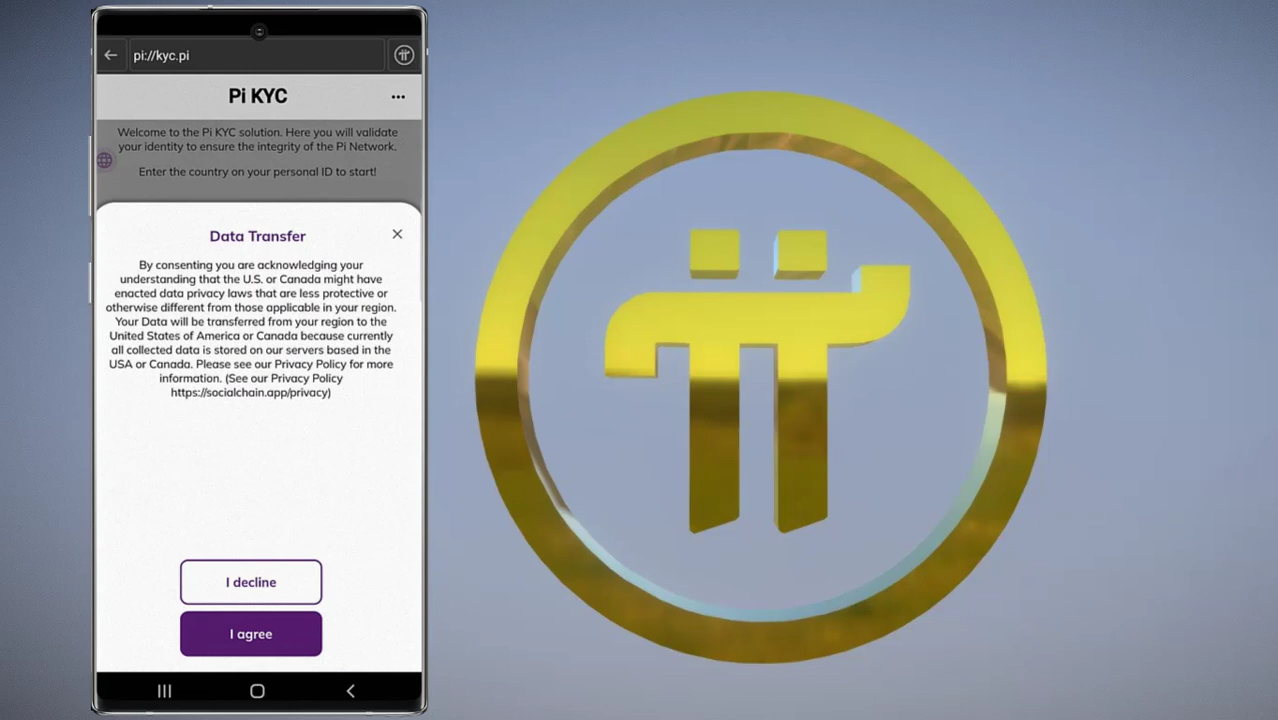 pi://kyc.pi
Pi KYC
Welcome to the Pi KYC solution. Here you will validate
your identity to ensure the integrity of the Pi Network.
Enter the country on your personal ID to start!
Data Transfer
By consenting you are acknowledging your
understanding that the U.S. or Canada might have
enacted data privacy laws that are less protective or
otherwise different from those applicable in your region.
Your Data will be transferred from your region to the
United States of America or Canada because currently
all collected data is stored on our servers based in the
USA or Canada. Please see our Privacy Policy for more
information. (See our Privacy Policy
https://socialchain.app/privacy)
I decline
I agree